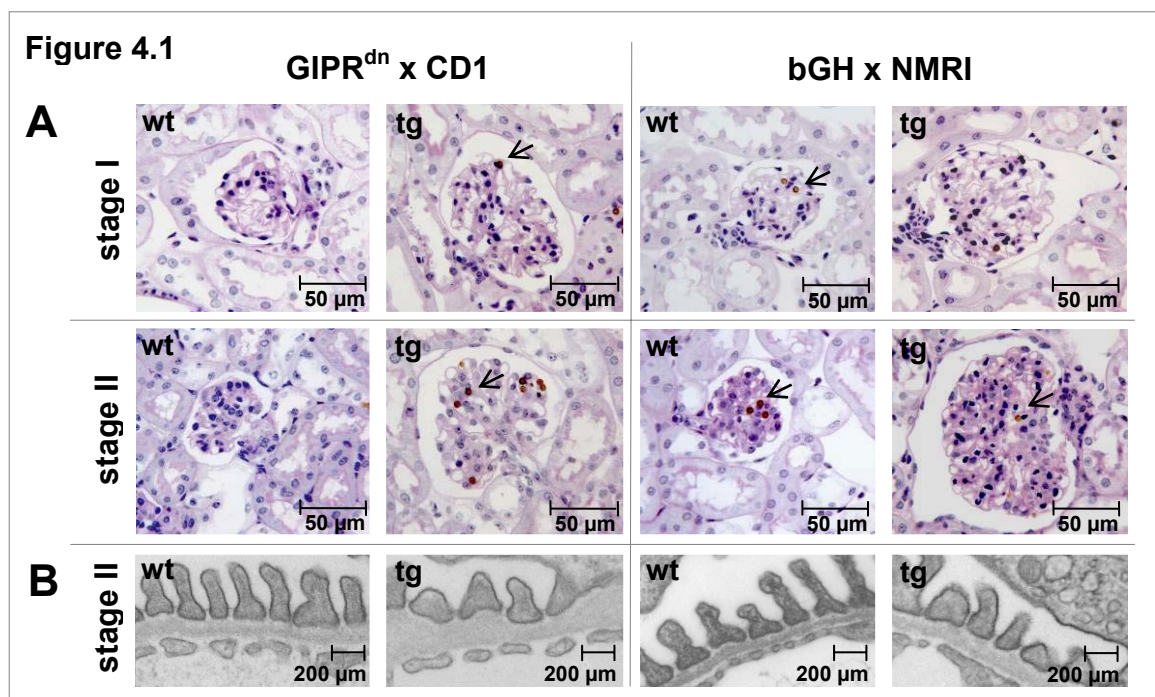 Figure 4.1
GIPRdn x CD1
bGH x NMRI
A
stage I
wt
50 µm
tg
50 µm
wt
50 µm
tg
50 µm
stage II
wt
50 µm
tg
50 µm
wt
50 µm
tg
50 µm
B
stage II
wt
200 µm
tg
200 µm
wt
200 µm
tg
200 µm